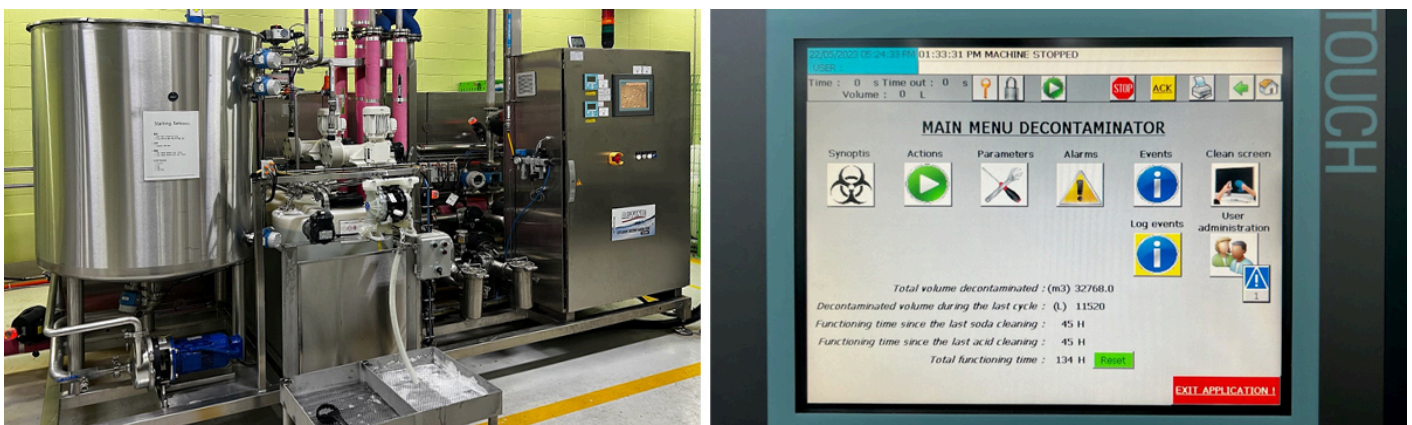 TOUCH
22/05/2023 05:24:33 PM 01:33:31 PM MACHINE STOPPED
USER :
Time : 0 s Time out : 0 s
Volume : 0 L
STOP
ACK
MAIN MENU DECONTAMINATOR
Synoptis Actions Parameters Alarms Events Clean screen
Log events
User
administration
1
Total volume decontaminated : (m3) 32768.0
Decontaminated volume during the last cycle : (L) 11520
Functioning time since the last soda cleaning : 45 H
Functioning time since the last acid cleaning : 45 H
Total functioning time : 134 H Reset
EXIT APPLICATION !